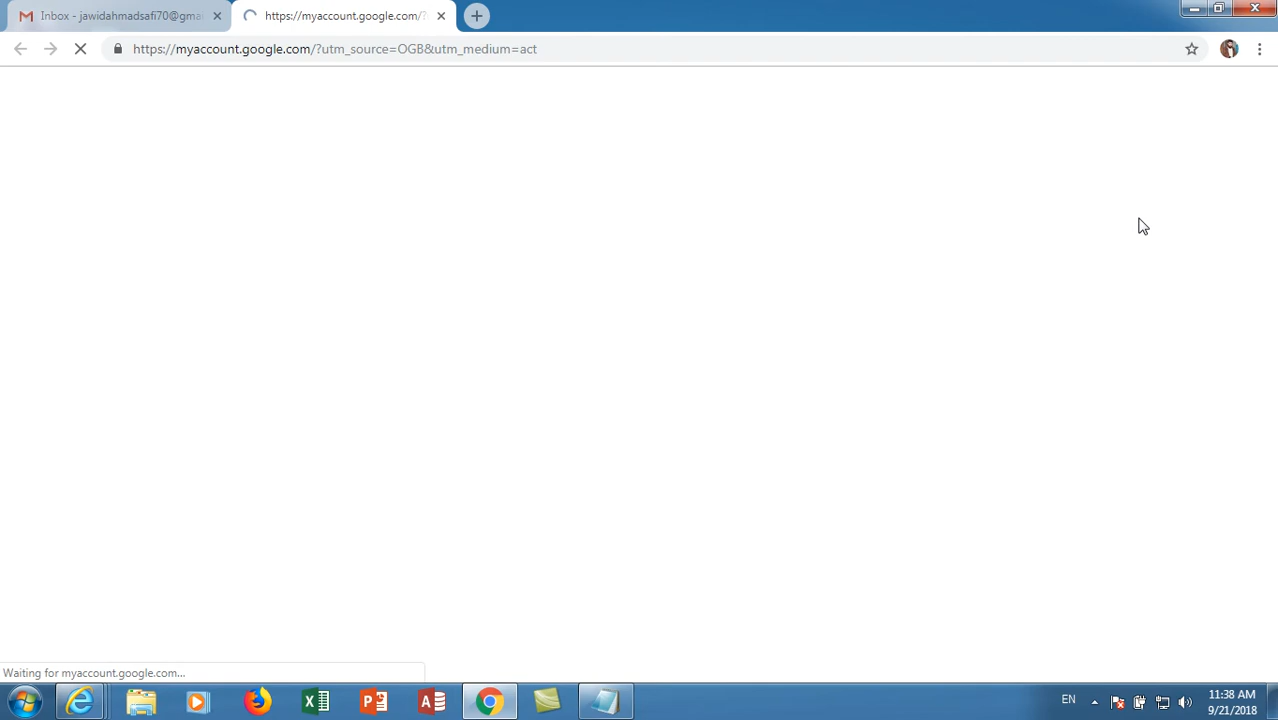 Inbox - jawidahmadsafi70@gma
https://myaccount.google.com/?
https://myaccount.google.com/?utm_source=OGB&utm_medium=act
Waiting for myaccount.google.com...
EN
11:38 AM
9/21/2018